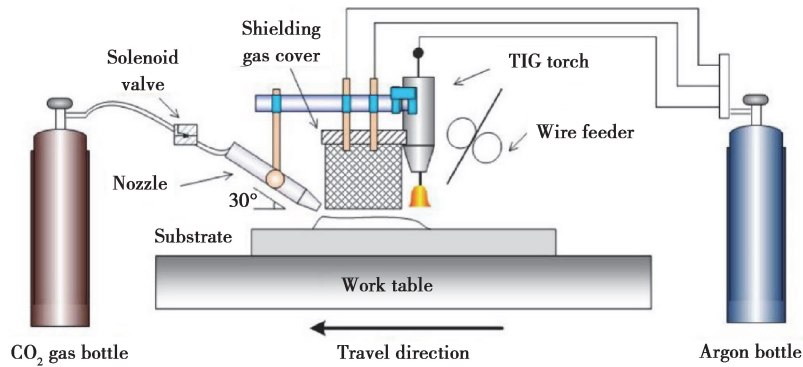 Shielding
gas cover
Solenoid
valve
TIG torch
Wire feeder
Nozzle
30°
Substrate
Work table
CO₂ gas bottle
Travel direction
Argon bottle